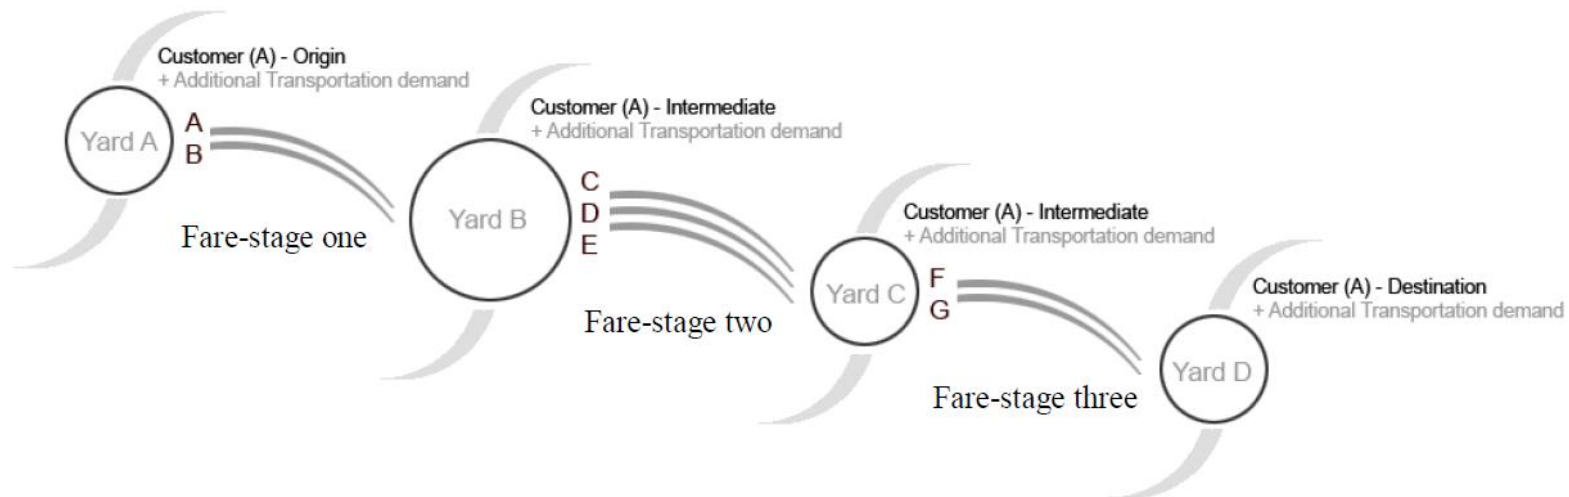 Customer (A) - Origin
+ Additional Transportation demand
Yard A
A
B
Fare-stage one
Customer (A) - Intermediate
+ Additional Transportation demand
Yard B
C
D
E
Fare-stage two
Customer (A) - Intermediate
+ Additional Transportation demand
Yard C
F
G
Fare-stage three
Customer (A) - Destination
+ Additional Transportation demand
Yard D